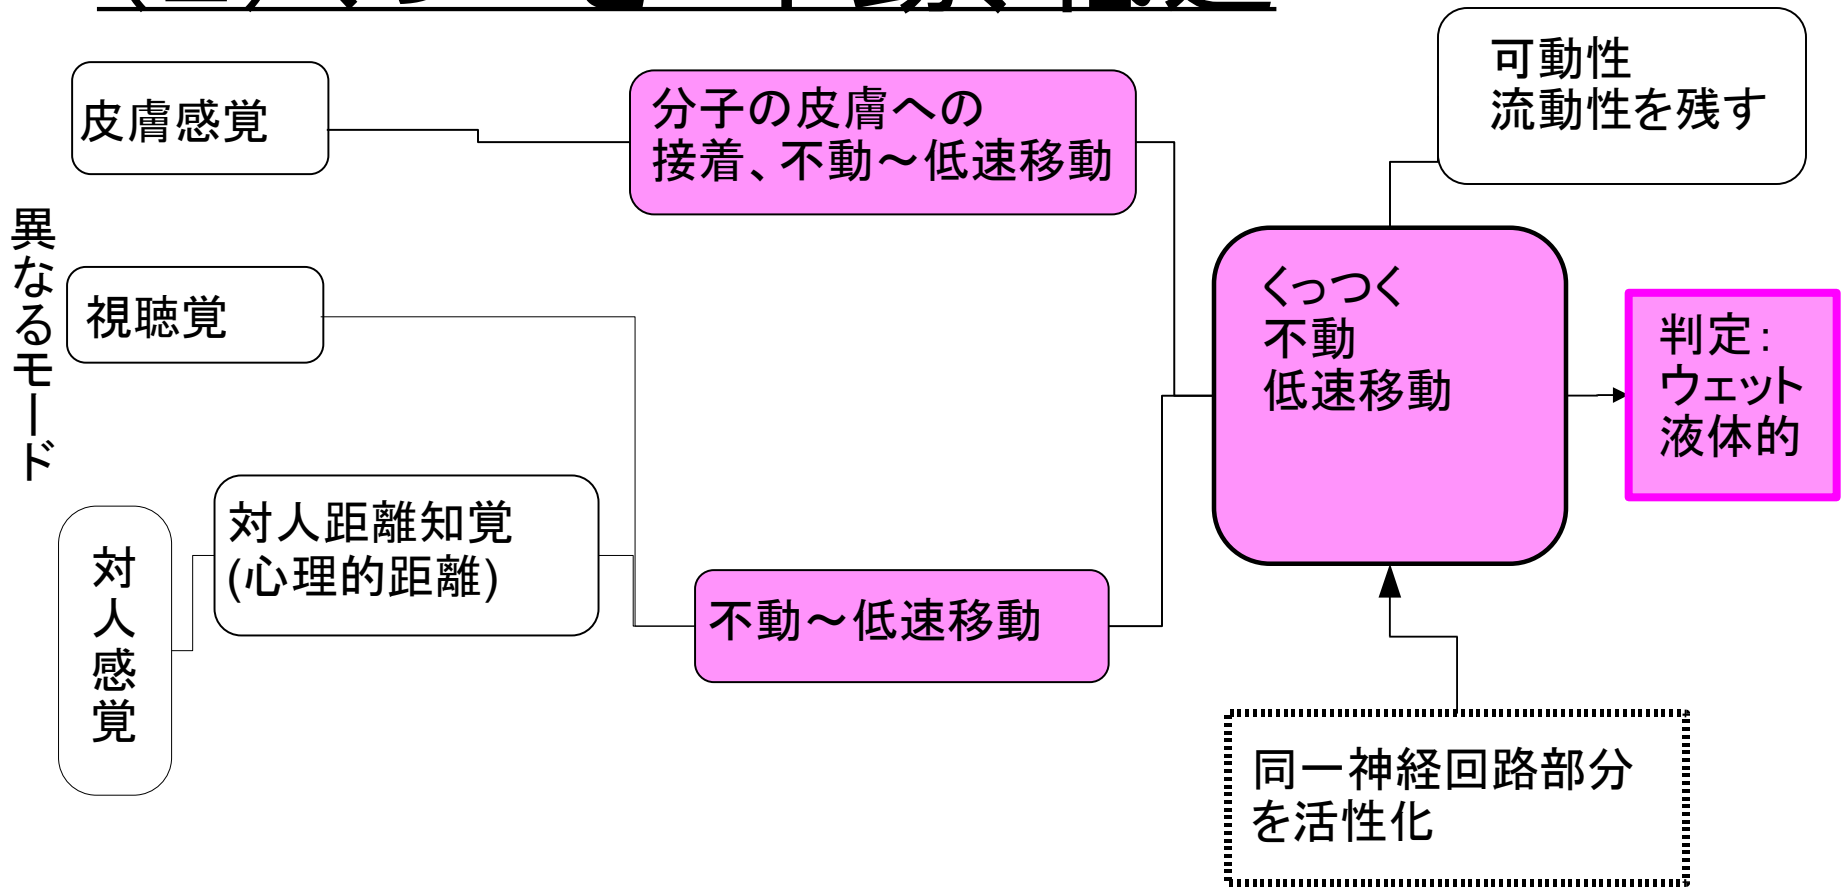 皮膚感覚
分子の皮膚への
接着、不動～低速移動
可動性
流動性を残す
異なるモード
視聴覚
くっつく
不動
低速移動
判定：
ウェット
液体的
対人感覚
対人距離知覚
(心理的距離)
不動～低速移動
同一神経回路部分
を活性化